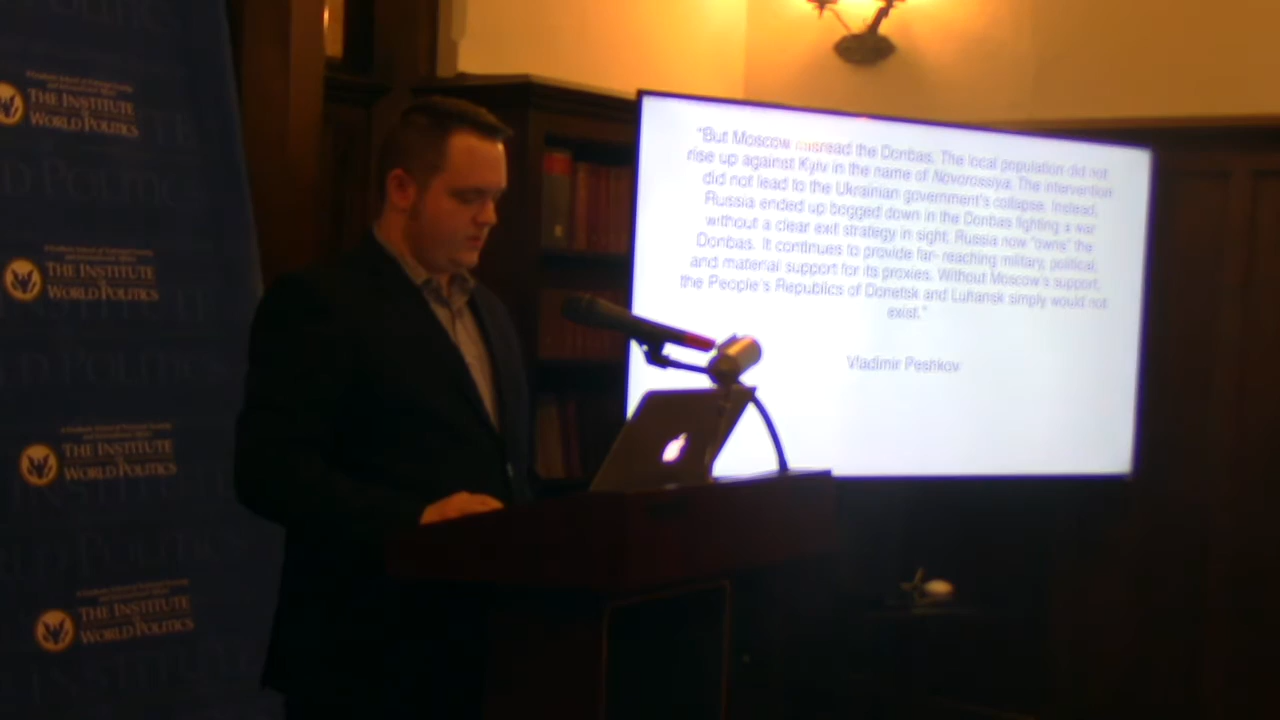 THE INSTITUTE
WORLD POLITICS
THE INSTITUTE
WORLD POLITICS
THE INSTITUTE
WORLD POLITICS
THE INSTITUTE
WORLD POLITICS
"But Moscow misread the Donbas. The local population did not
rise up against Kyiv in the name of Novorossiya. The intervention
did not lead to the Ukrainian government's collapse. Instead,
Russia ended up bogged down in the Donbas fighting a war
without a clear exit strategy in sight. Russia now "owns" the
Donbas. It continues to provide far-reaching military, political,
and material support for its proxies. Without Moscow's support,
the People's Republics of Donetsk and Luhansk simply would not
exist."
Vladimir Peshkov